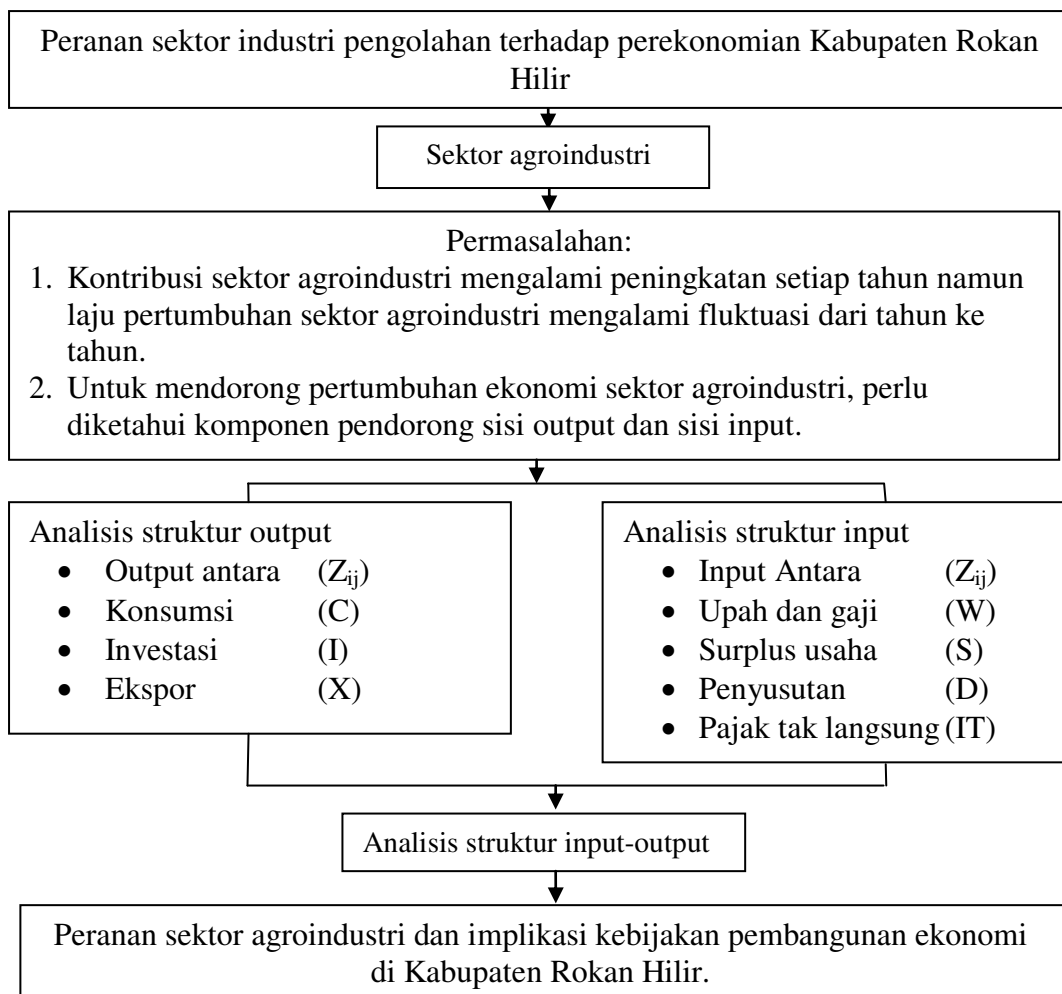 Peranan sektor industri pengolahan terhadap perekonomian Kabupaten Rokan
Hilir
Sektor agroindustri
Permasalahan:
1. Kontribusi sektor agroindustri mengalami peningkatan setiap tahun namun
laju pertumbuhan sektor agroindustri mengalami fluktuasi dari tahun ke
tahun.
2. Untuk mendorong pertumbuhan ekonomi sektor agroindustri, perlu
diketahui komponen pendorong sisi output dan sisi input.
Analisis struktur output
• Output antara (Zij)
• Konsumsi (C)
• Investasi (I)
• Ekspor (X)
Analisis struktur input
• Input Antara (Zij)
• Upah dan gaji (W)
• Surplus usaha (S)
• Penyusutan (D)
• Pajak tak langsung (IT)
Analisis struktur input-output
Peranan sektor agroindustri dan implikasi kebijakan pembangunan ekonomi
di Kabupaten Rokan Hilir.